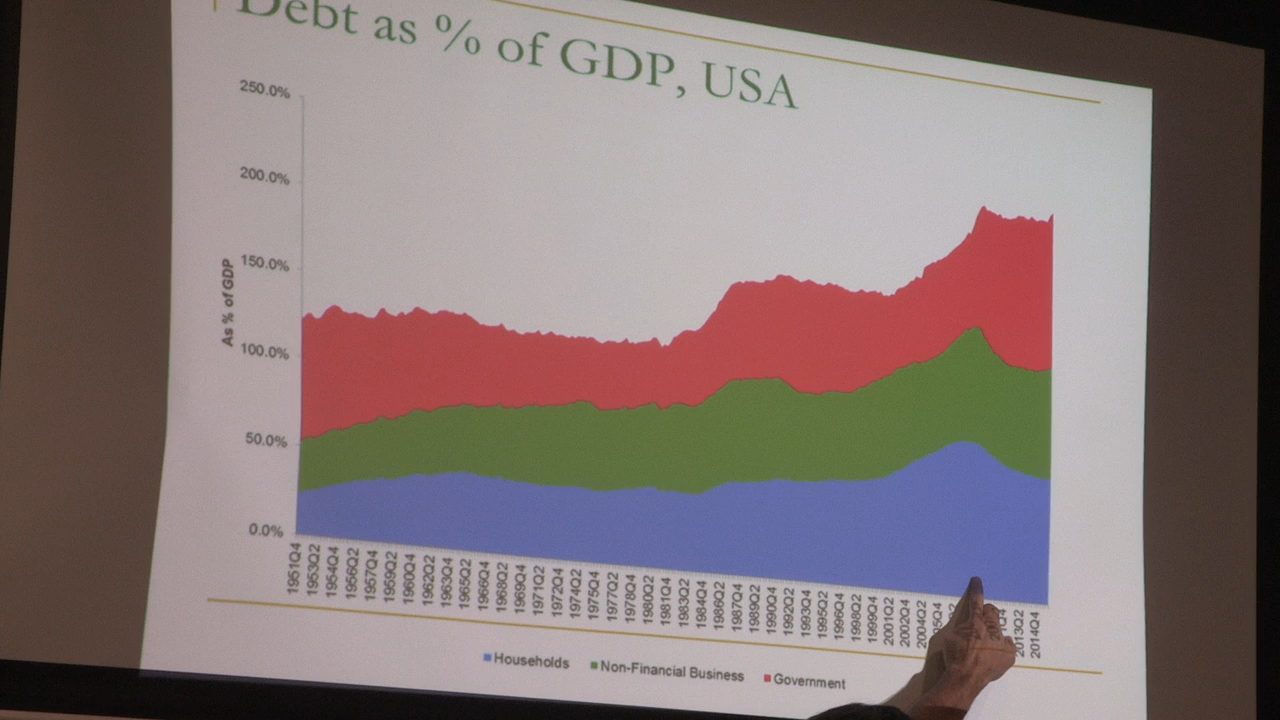 Debt as % of GDP, USA
250.0%
200.0%
150.0%
100.0%
50.0%
0.0%
As % of GDP
1951Q4
1953Q2
1954Q4
1956Q2
1957Q4
1959Q2
1960Q4
1962Q2
1963Q4
1965Q2
1966Q4
1968Q2
1969Q4
1971Q2
1972Q4
1974Q2
1975Q4
1977Q2
1978Q4
1980Q2
1981Q4
1983Q2
1984Q4
1986Q2
1987Q4
1989Q2
1990Q4
1992Q2
1993Q4
1995Q2
1996Q4
1998Q2
1999Q4
2001Q2
2002Q4
2004Q2
2013Q2
2014Q4
Households Non-Financial Business Government